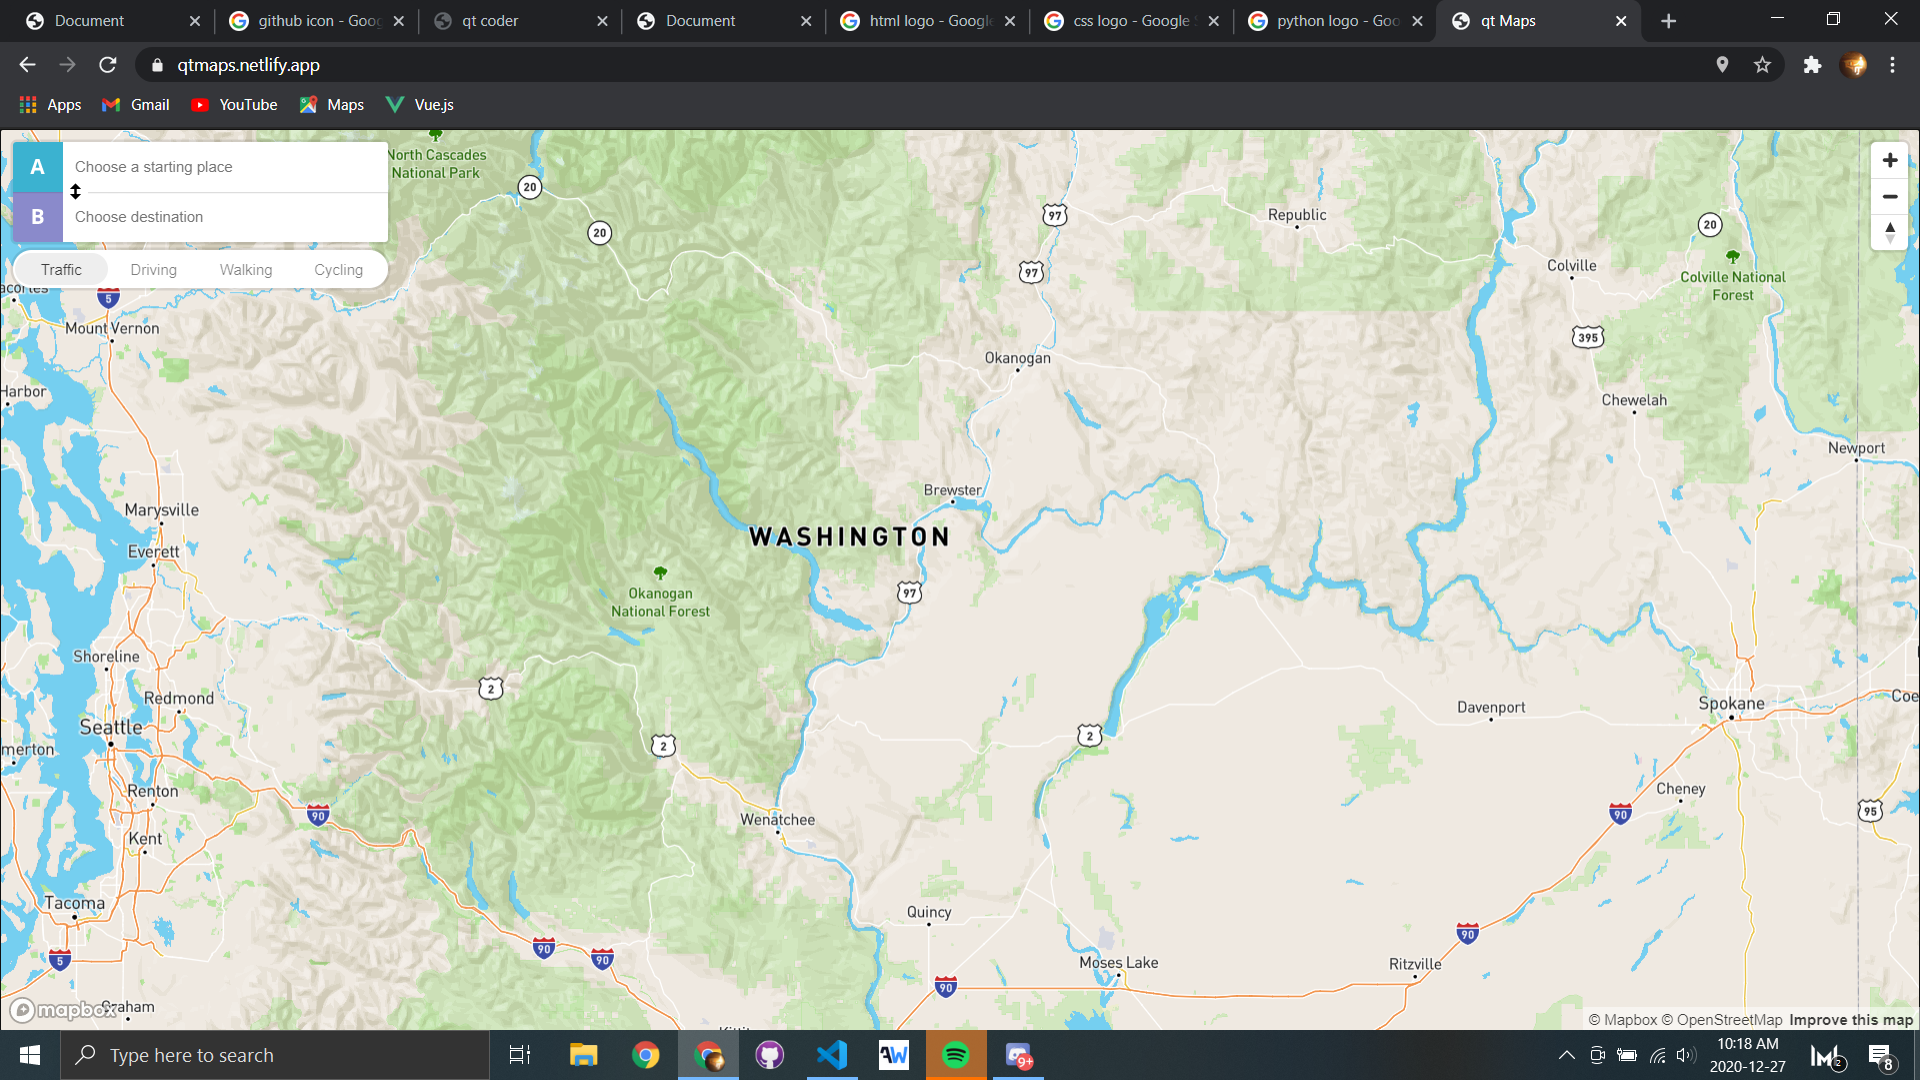 Document
github icon - Goog
qt coder
Document
html logo - Google
css logo - Google S
python logo - Goo
qt Maps
qtmaps.netlify.app
Apps
Gmail
YouTube
Maps
Vue.js
A
Choose a starting place
B
Choose destination
Traffic
Driving
Walking
Cycling
North Cascades
National Park
20
20
97
97
Republic
20
Colville
Colville National
Forest
acortes
5
Mount Vernon
395
Okanogan
Harbor
Chewelah
Newport
Brewster
Marysville
WASHINGTON
Everett
Okanogan
National Forest
97
Shoreline
2
Redmond
Seattle
Spokane
Coe
Davenport
merton
2
2
Renton
Cheney
90
90
95
Wenatchee
Kent
Tacoma
Quincy
90
90
90
5
Moses Lake
Ritzville
90
mapbox
Graham
Kittit
© Mapbox © OpenStreetMap Improve this map
Type here to search
9+
10:18 AM
2020-12-27
2
8